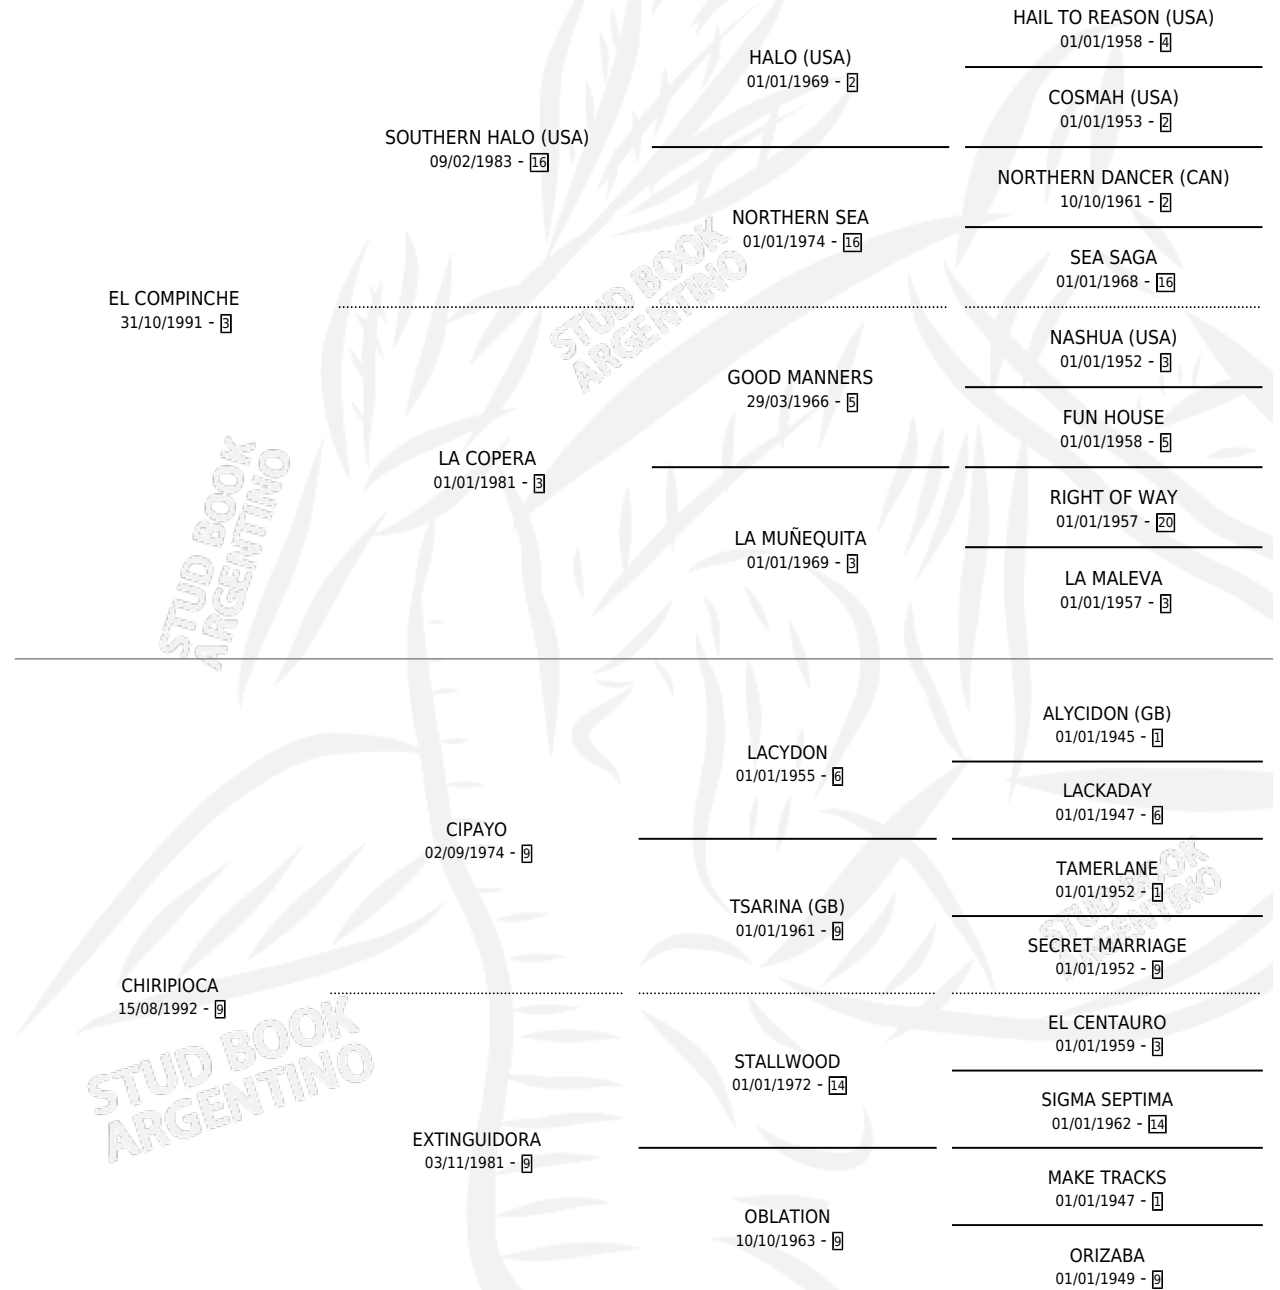 HAIL TO REASON (USA)
01/01/1958 - 4
HALO (USA)
01/01/1969 - 2
COSMAH (USA)
01/01/1953 - 2
SOUTHERN HALO (USA)
09/02/1983 - 16
NORTHERN DANCER (CAN)
10/10/1961 - 2
NORTHERN SEA
01/01/1974 - 16
SEA SAGA
01/01/1968 - 16
EL COMPINCHE
31/10/1991 - 3
NASHUA (USA)
01/01/1952 - 3
GOOD MANNERS
29/03/1966 - 5
FUN HOUSE
01/01/1958 - 5
LA COPERA
01/01/1981 - 3
RIGHT OF WAY
01/01/1957 - 20
LA MUÑEQUITA
01/01/1969 - 3
LA MALEVA
01/01/1957 - 3
STUD BOOK
ARGENTINO
STUD BOOK
ARGENTINO
ALYCIDON (GB)
01/01/1945 - 1
LACYDON
01/01/1955 - 6
LACKADAY
01/01/1947 - 6
CIPAYO
02/09/1974 - 9
TAMERLANE
01/01/1952 - 1
TSARINA (GB)
01/01/1961 - 9
SECRET MARRIAGE
01/01/1952 - 9
STUD BOOK
ARGENTINO
CHIRIPIOCA
15/08/1992 - 9
EL CENTAURO
01/01/1959 - 3
STALLWOOD
01/01/1972 - 14
SIGMA SEPTIMA
01/01/1962 - 14
EXTINGUIDORA
03/11/1981 - 9
MAKE TRACKS
01/01/1947 - 1
OBLATION
10/10/1963 - 9
ORIZABA
01/01/1949 - 9
STUD BOOK
ARGENTINO